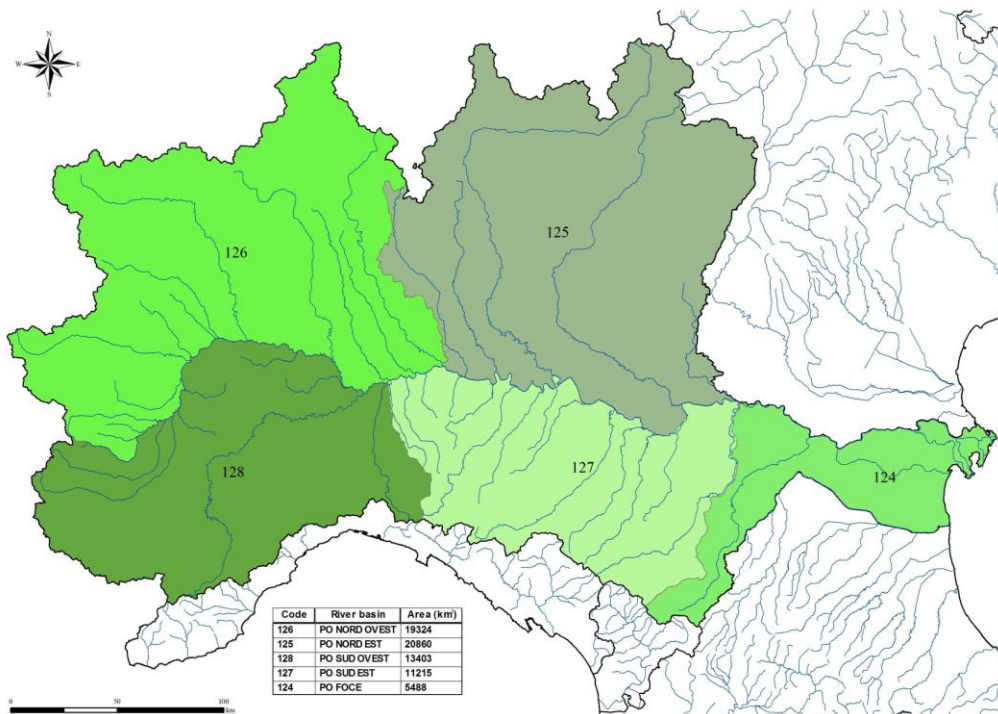 N
W E
S
126
125
128
127
124
Code River basin Area (km²)
126 PO NORD OVEST 19324
125 PO NORD EST 20860
128 PO SUD OVEST 13403
127 PO SUD EST 11215
124 PO FOCE 5488
0 50 100
km